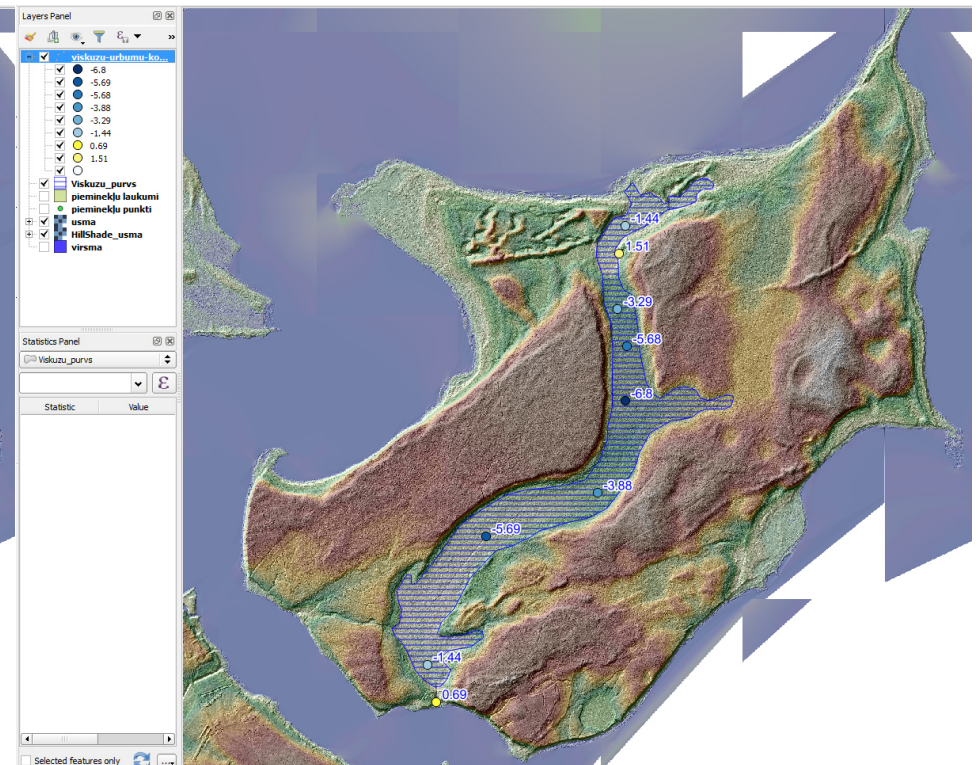 Layers Panel
»
viskuzu-urbumu-ko...
-6.8
-5.69
-5.68
-3.88
-3.29
-1.44
0.69
1.51
Viskuzu_purvs
pieminekļu laukumi
pieminekļu punkti
usma
HillShade_usma
virsma
Statistics Panel
Viskuzu_purvs
ε
Statistic Value
Selected features only
...
-1.44
1.51
-3.29
-5.68
-6.8
-3.88
-5.69
-1.44
0.69